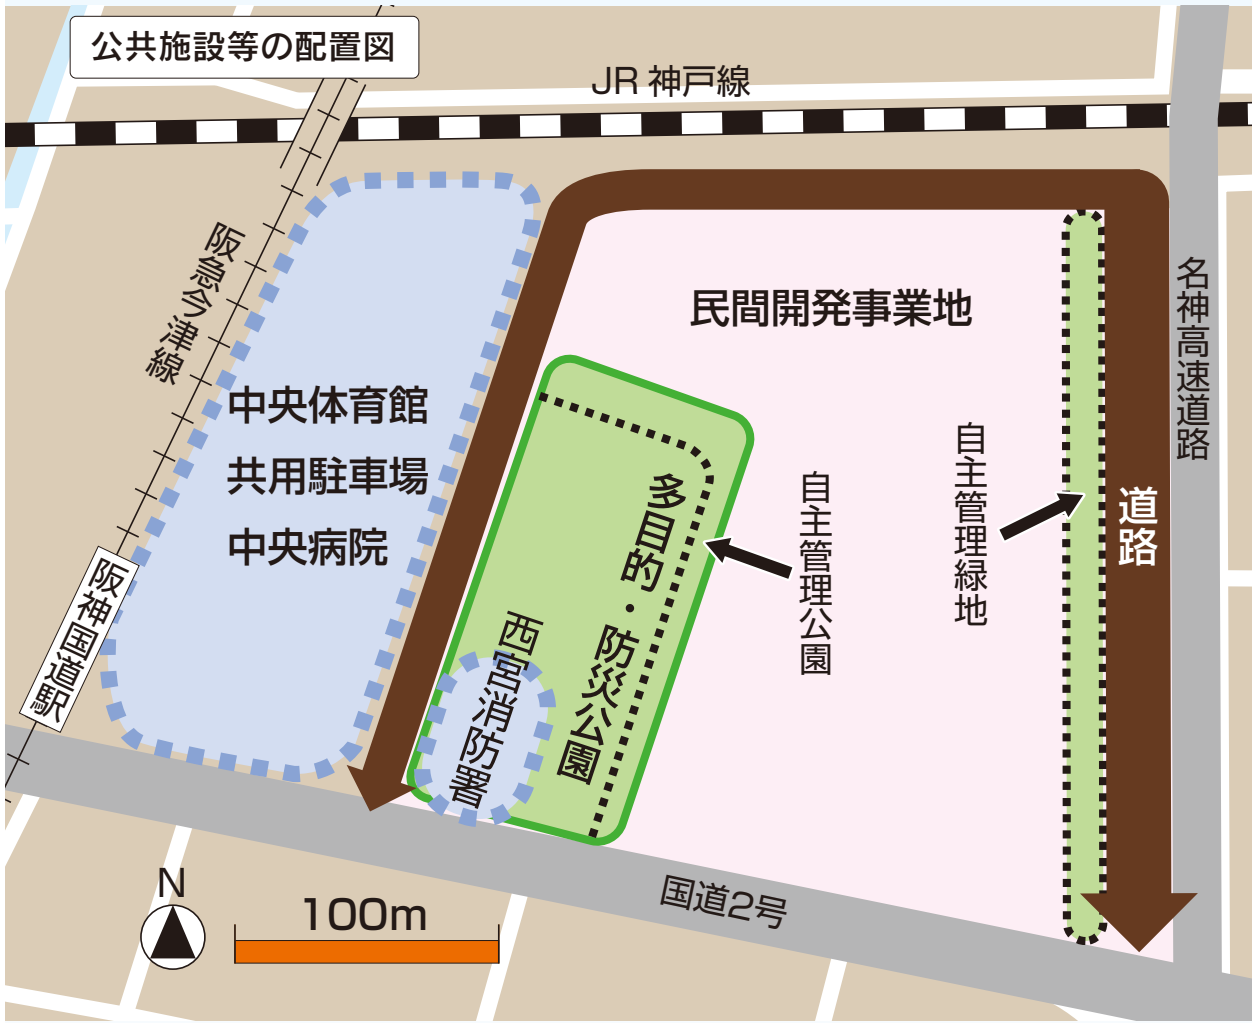 公共施設等の配置図
JR 神戸線
阪急今津線
名神高速道路
民間開発事業地
中央体育館
共用駐車場
中央病院
自主管理緑地
自主管理公園
多目的・防災公園
道路
阪神国道駅
西宮消防署
国道2号
N
100m